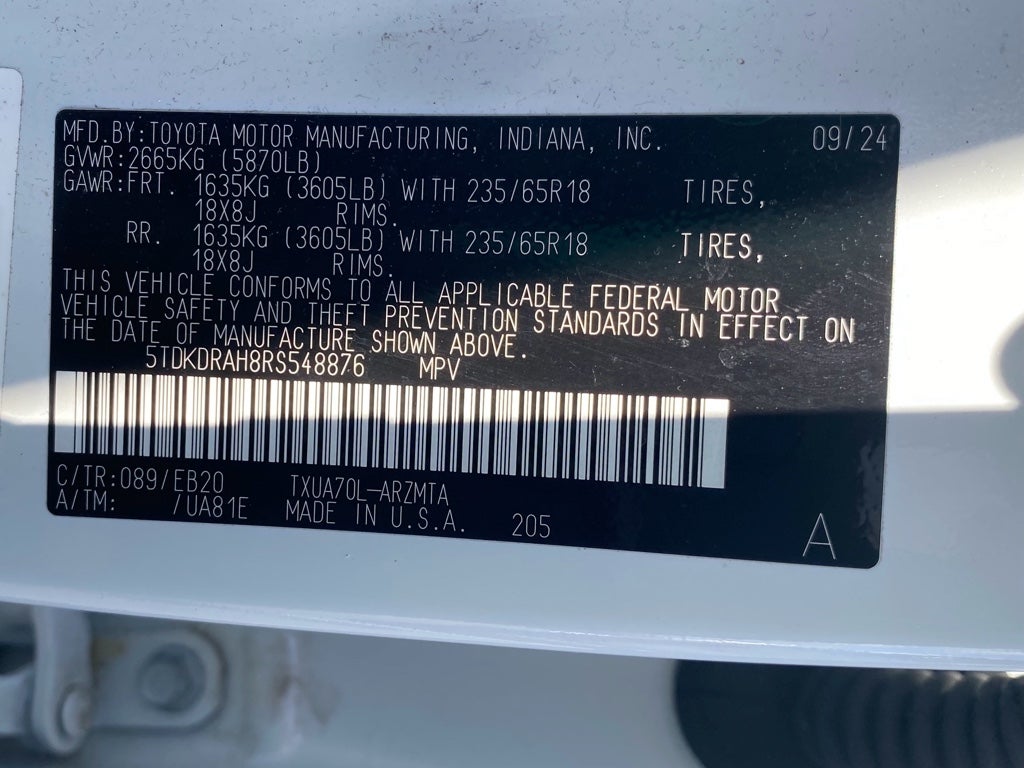 MFD.BY:TOYOTA MOTOR MANUFACTURING, INDIANA, INC. 09/24
GVWR:2665KG (5870LB)
GAWR:FRT. 1635KG (3605LB) WITH 235/65R18 TIRES,
18X8J RIMS.
RR. 1635KG (3605LB) WITH 235/65R18 TIRES,
18X8J RIMS.
THIS VEHICLE CONFORMS TO ALL APPLICABLE FEDERAL MOTOR
VEHICLE SAFETY AND THEFT PREVENTION STANDARDS IN EFFECT ON
THE DATE OF MANUFACTURE SHOWN ABOVE.
5TDKDRAH8RS548876 MPV
C/TR:089/EB20 TXUA70L-ARZMTA
A/TM: /UA81E MADE IN U.S.A. 205
A